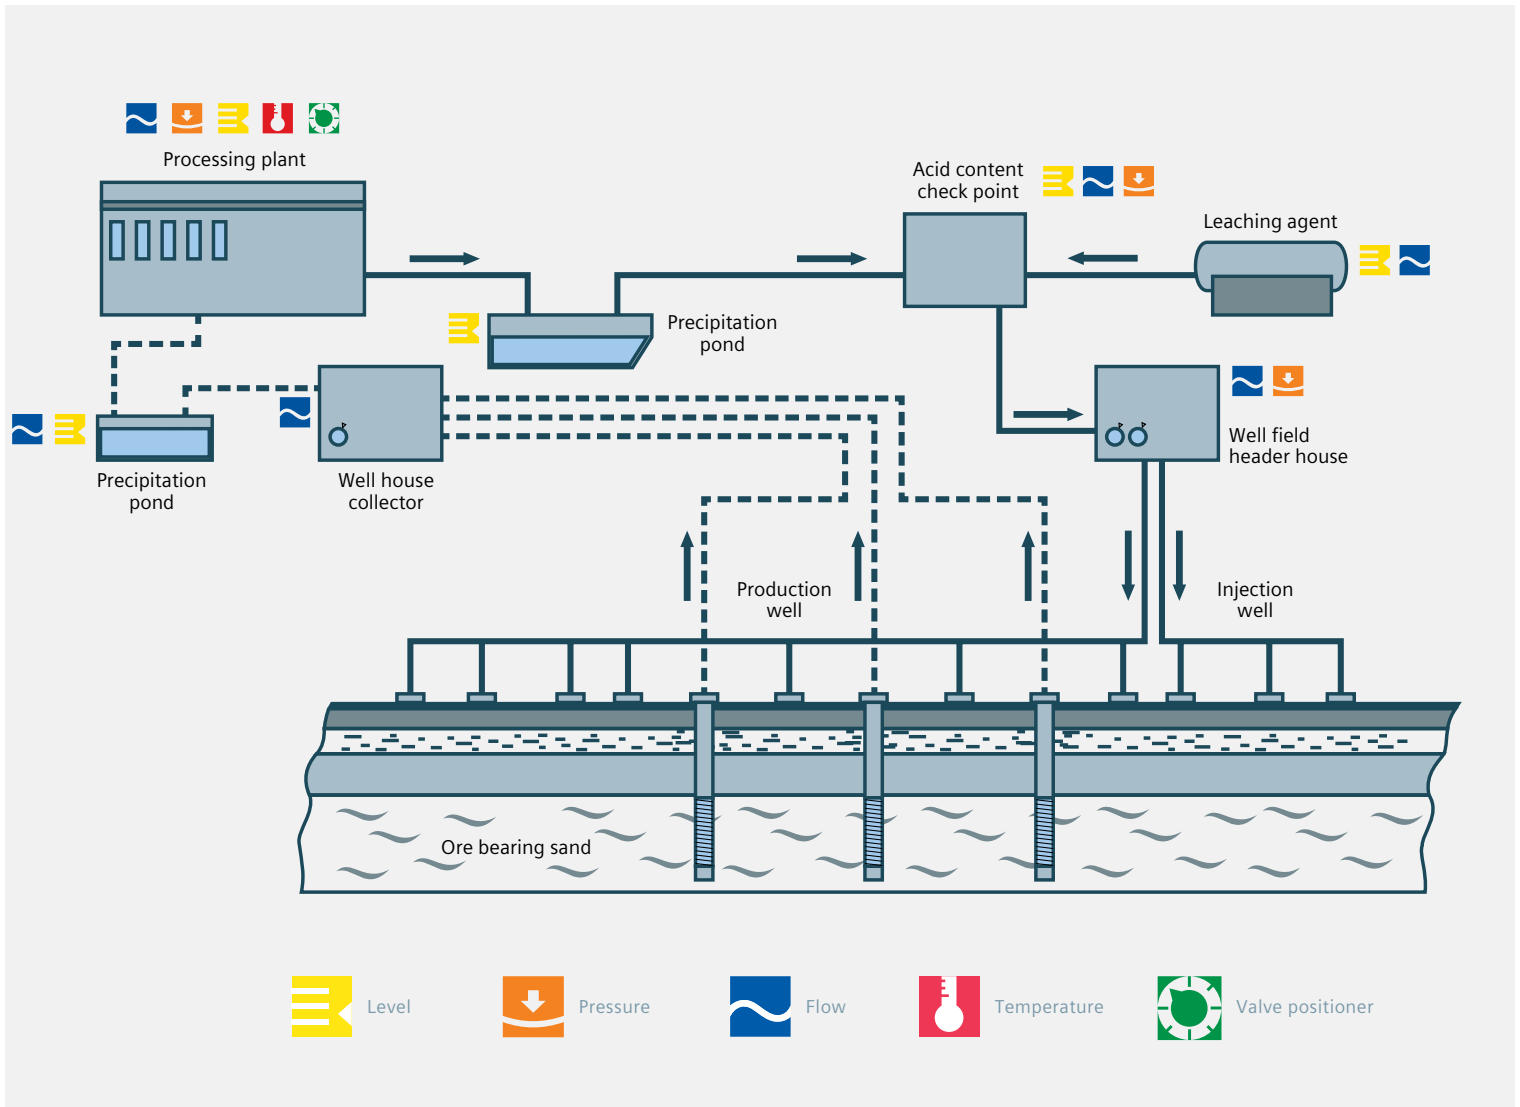 Processing plant
Acid content
check point
Leaching agent
Precipitation
pond
Well field
header house
Precipitation
pond
Well house
collector
Production
well
Injection
well
Ore bearing sand
Level
Pressure
Flow
Temperature
Valve positioner